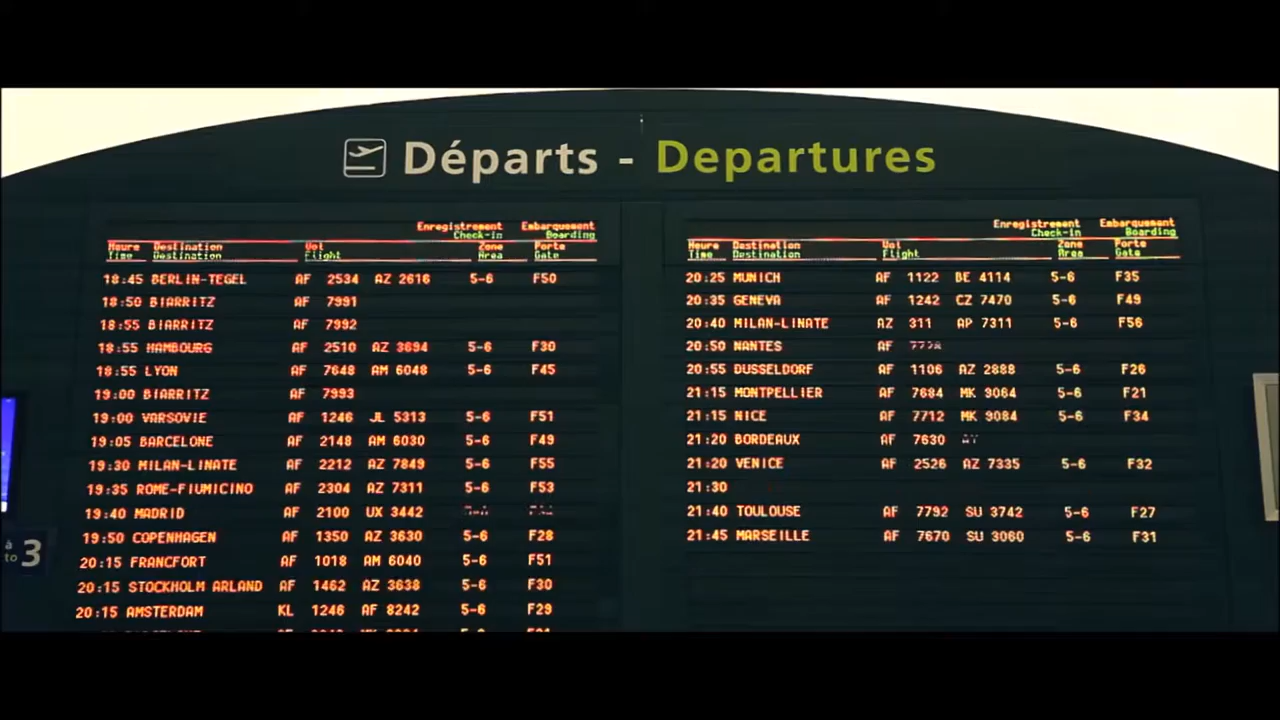 Départs - Departures
Enregistrement Embarquement
Check-in Boarding
Heure Destination Vol Zone Porte
Time Destination Flight Area Gate
18:45 BERLIN-TEGEL AF 2534 AZ 2616 5-6 F50
18:50 BIARRITZ AF 7991
18:55 BIARRITZ AF 7992
18:55 HAMBOURG AF 2510 AZ 3694 5-6 F30
18:55 LYON AF 7648 AM 6048 5-6 F45
19:00 BIARRITZ AF 7993
19:00 VARSOVIE AF 1246 JL 5313 5-6 F51
19:05 BARCELONE AF 2148 AM 6030 5-6 F49
19:30 MILAN-LINATE AF 2212 AZ 7849 5-6 F55
19:35 ROME-FIUMICINO AF 2304 AZ 7311 5-6 F53
19:40 MADRID AF 2100 UX 3442
19:50 COPENHAGEN AF 1350 AZ 3630 5-6 F28
20:15 FRANCFORT AF 1018 AM 6040 5-6 F51
20:15 STOCKHOLM ARLAND AF 1462 AZ 3638 5-6 F30
20:15 AMSTERDAM KL 1246 AF 8242 5-6 F29
Enregistrement Embarquement
Check-in Boarding
Heure Destination Vol Zone Porte
Time Destination Flight Area Gate
20:25 MUNICH AF 1122 BE 4114 5-6 F35
20:35 GENEVA AF 1242 CZ 7470 5-6 F49
20:40 MILAN-LINATE AZ 311 AP 7311 5-6 F56
20:50 NANTES AF
20:55 DUSSELDORF AF 1106 AZ 2888 5-6 F26
21:15 MONTPELLIER AF 7684 MK 9064 5-6 F21
21:15 NICE AF 7712 MK 9084 5-6 F34
21:20 BORDEAUX AF 7630
21:20 VENICE AF 2526 AZ 7335 5-6 F32
21:30
21:40 TOULOUSE AF 7792 SU 3742 5-6 F27
21:45 MARSEILLE AF 7670 SU 3060 5-6 F31
à
to 3